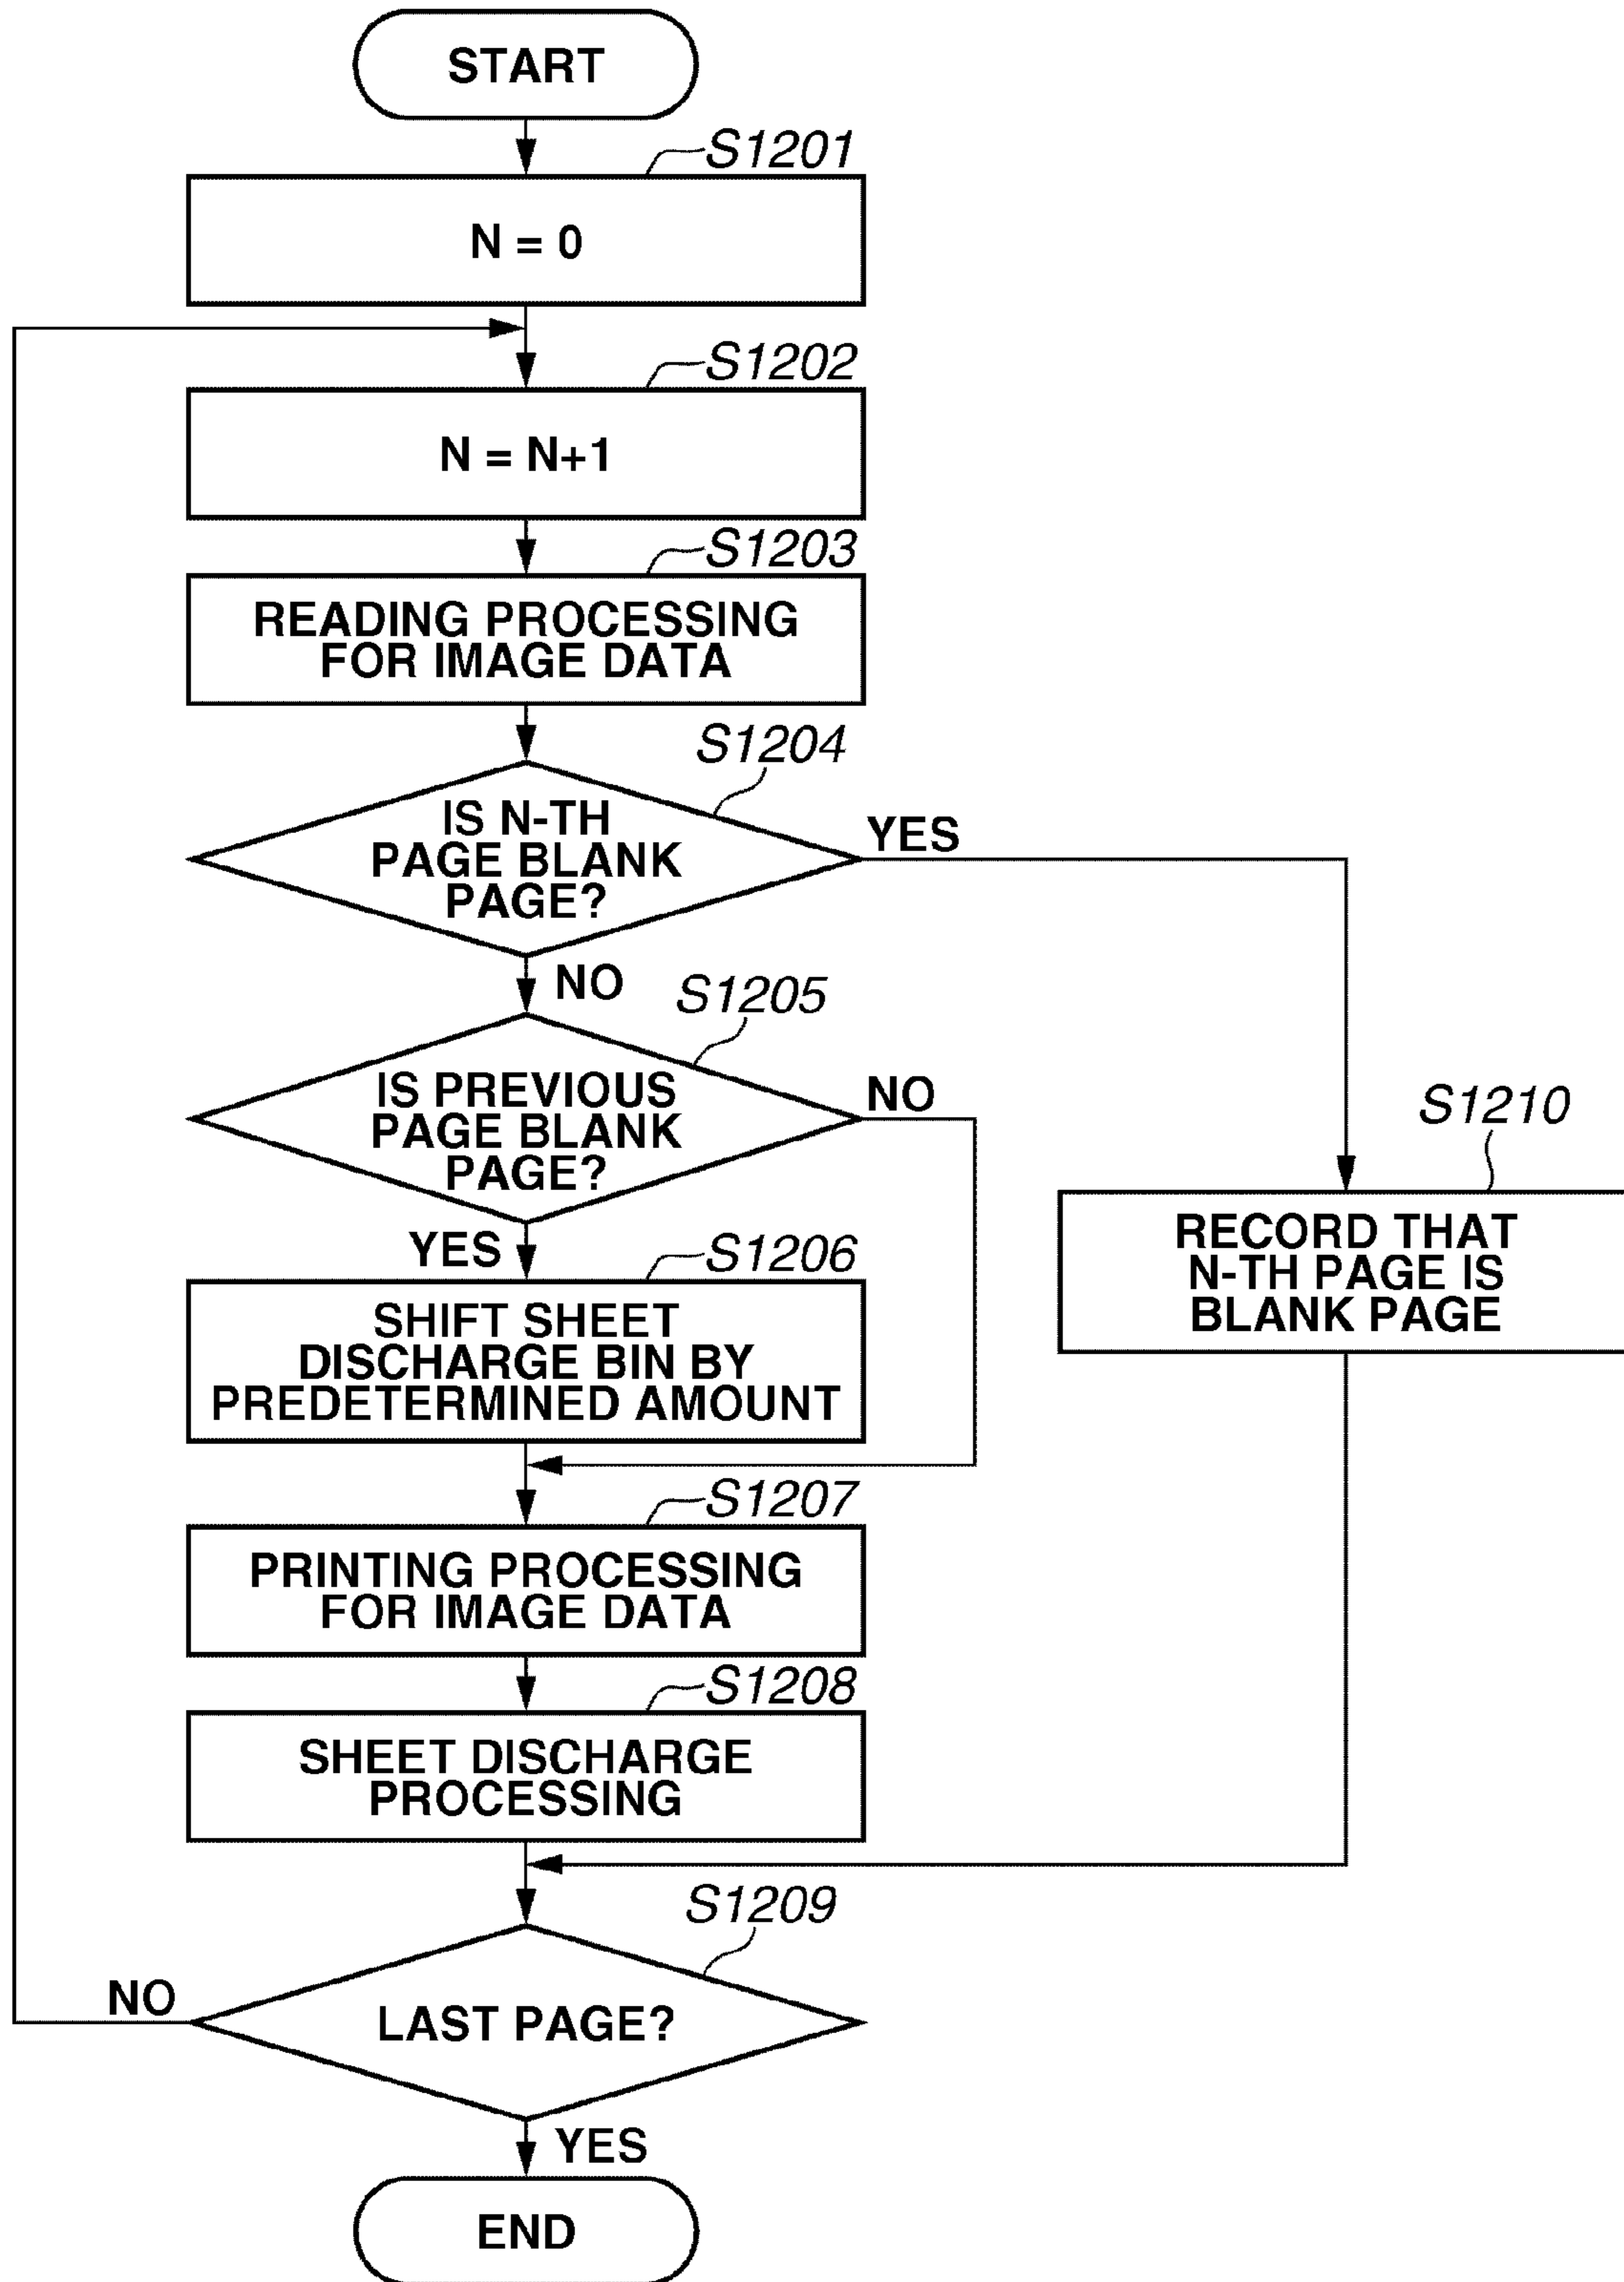 START
S1201
N = 0
S1202
N = N+1
S1203
READING PROCESSING
FOR IMAGE DATA
S1204
IS N-TH
PAGE BLANK
PAGE?
YES
NO
S1205
IS PREVIOUS
PAGE BLANK
PAGE?
NO
YES
S1210
RECORD THAT
N-TH PAGE IS
BLANK PAGE
S1206
SHIFT SHEET
DISCHARGE BIN BY
PREDETERMINED AMOUNT
S1207
PRINTING PROCESSING
FOR IMAGE DATA
S1208
SHEET DISCHARGE
PROCESSING
S1209
LAST PAGE?
NO
YES
END